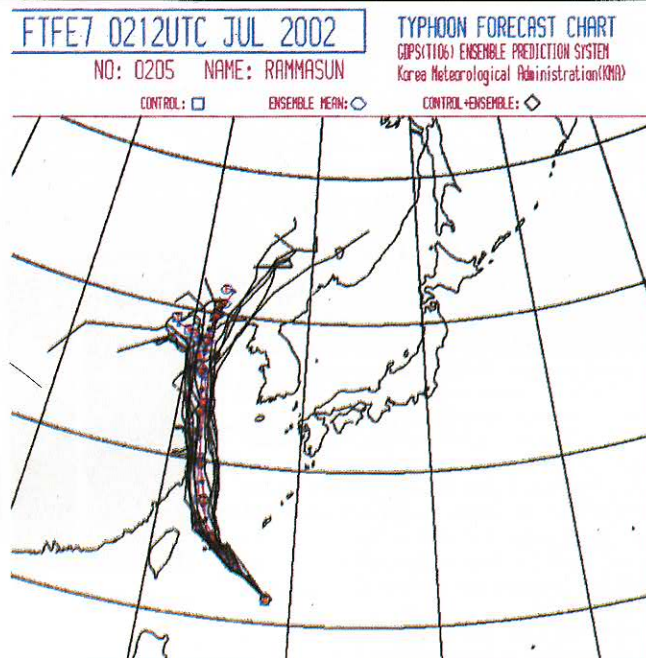 FTFE7 0212UTC JUL 2002
TYPHOON FORECAST CHART
GDPS(T106) ENSEMBLE PREDICTION SYSTEM
Korea Meteorological Administration(KMA)
NO: 0205 NAME: RAMMASUN
CONTROL: ENSEMBLE MEAN: CONTROL+ENSEMBLE: